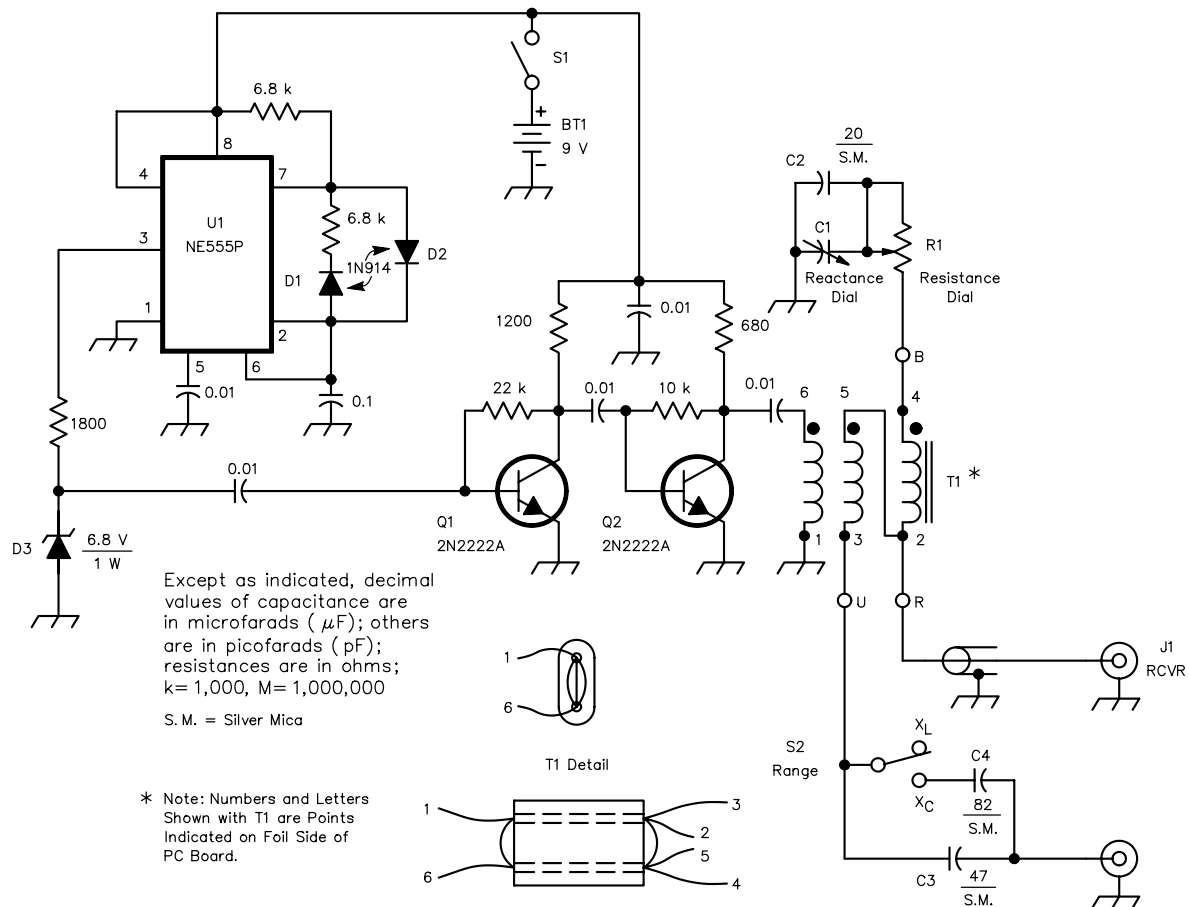 S1
6.8 k
+
BT1
9 V
–
20
S.M.
C2
8
4
7
U1
NE555P
6.8 k
C1
R1
3
D2
1N914
D1
Reactance
Dial
Resistance
Dial
1
2
1200
0.01
680
5
6
B
0.01
0.1
22 k
0.01
10 k
0.01
6
5
4
1800
0.01
T1 *
Q1
2N2222A
Q2
2N2222A
1
3
2
D3
6.8 V
1 W
Except as indicated, decimal
values of capacitance are
in microfarads ( µF); others
are in picofarads ( pF);
resistances are in ohms;
k= 1,000, M= 1,000,000
S.M. = Silver Mica
U
R
J1
RCVR
1
6
T1 Detail
S2
Range
XL
XC
C4
82
S.M.
C3
47
S.M.
* Note: Numbers and Letters
Shown with T1 are Points
Indicated on Foil Side of
PC Board.
1
3
2
5
6
4